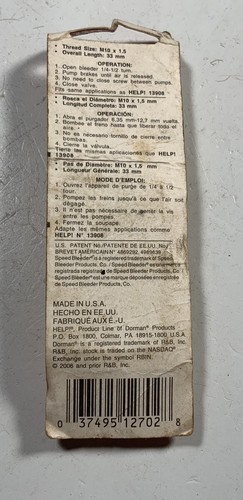 • Thread Size: M10 x 1.5
• Overall Length: 33 mm
OPERATION:
1. Open bleeder 1/4-1/2 turn.
2. Pump brakes until air is released.
3. No need to close screw between pumps.
4. Close valve.
Fits same applications as HELP! 13908
• Rosca el Diámetro: M10 x 1,5 mm
• Longitud Completa: 33 mm
OPERACIÓN:
1. Abra el purgador 6.35 mm-12,7 mm vuelta.
2. Bombee el freno hasta que liberar todo el
aire.
3. No es necesario tornillo de cierre entre
bombas.
4. Cierre la válvula.
Tiene las mismas aplicaciones que HELP!
13908
• Pas de Diamètre: M10 x 1,5 mm
• Longueur Générale: 33 mm
MODE D'EMPLOI:
1. Ouvrez l'appareil de purge de 1/4 à 1/2
tour.
2. Pompez les trains jusqu'à ce que l'air soit
dégagé.
3. Il n'est pas nécessaire de serrer la vis
entre les pompes.
4. Fermez la soupape.
Adapte les mêmes applications comme
HELP! N° 13908
U.S. PATENT No./PATENTE DE EE.UU. No./
BREVET AMERICAIN N° 4869292, 4989639
Speed Bleeder® is a registered trademark of Speed
Bleeder Products, Co. / Speed Bleeder® es una marca
registrada de Speed Bleeder Products Co. /
Speed Bleeder® est une marque déposée enregistrée
de Speed Bleeder Products Co.
MADE IN U.S.A.
HECHO EN EE.UU.
FABRIQUÉ AUX É.-U.
HELP!, Product Line of Dorman® Products
P.O. Box 1800, Colmar, PA 18915-1800 U.S.A.
Dorman® is a registered trademark of R&B, Inc.
R&B, Inc. stock is traded on the NASDAQ®
Exchange under symbol RBIN.
© 2006 and prior R&B, Inc.
0 37495 12702 8